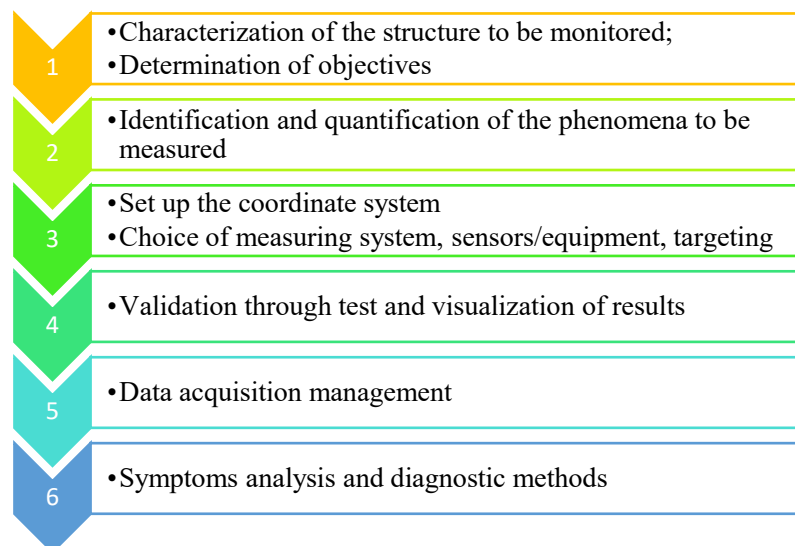 1
•Characterization of the structure to be monitored;
•Determination of objectives
2
•Identification and quantification of the phenomena to be
measured
3
•Set up the coordinate system
•Choice of measuring system, sensors/equipment, targeting
4
•Validation through test and visualization of results
5
•Data acquisition management
6
•Symptoms analysis and diagnostic methods